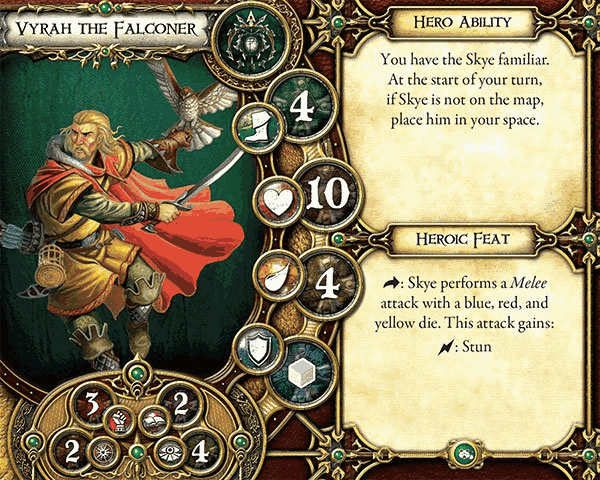 Vyrah the Falconer
4
10
4
3
2
2
4
Hero Ability
You have the Skye familiar.
At the start of your turn,
if Skye is not on the map,
place him in your space.
Heroic Feat
: Skye performs a Melee
attack with a blue, red, and
yellow die. This attack gains:
: Stun